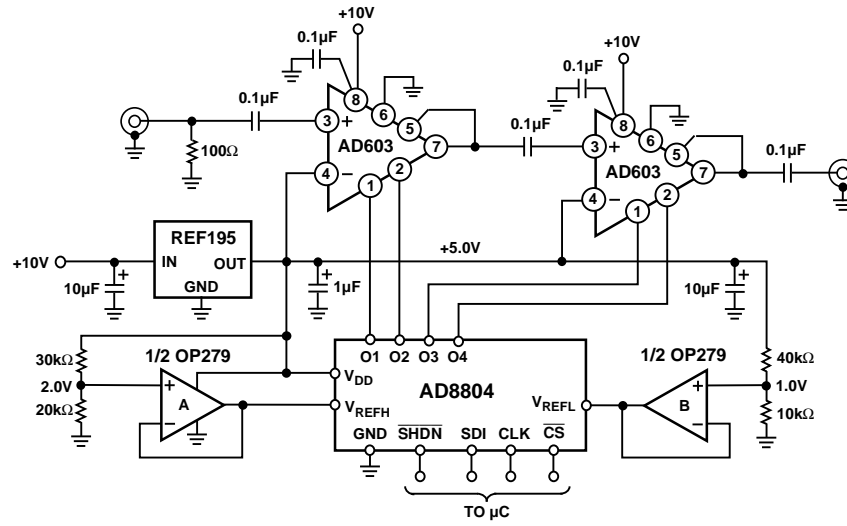 +10V
0.1µF
+10V
0.1µF
8
6
5
8
6
5
0.1µF
3
+
AD603
7
0.1µF
3
+
AD603
7
0.1µF
100Ω
4
–
2
1
4
–
2
1
REF195
+10V
IN
OUT
GND
+5.0V
10µF
+
1µF
+
10µF
+
O1
O2
O3
O4
30kΩ
2.0V
20kΩ
1/2 OP279
+
A
–
VDD
VREFH
AD8804
VREFL
GND
SHDN
SDI
CLK
CS
1/2 OP279
+
B
–
40kΩ
1.0V
10kΩ
TO µC